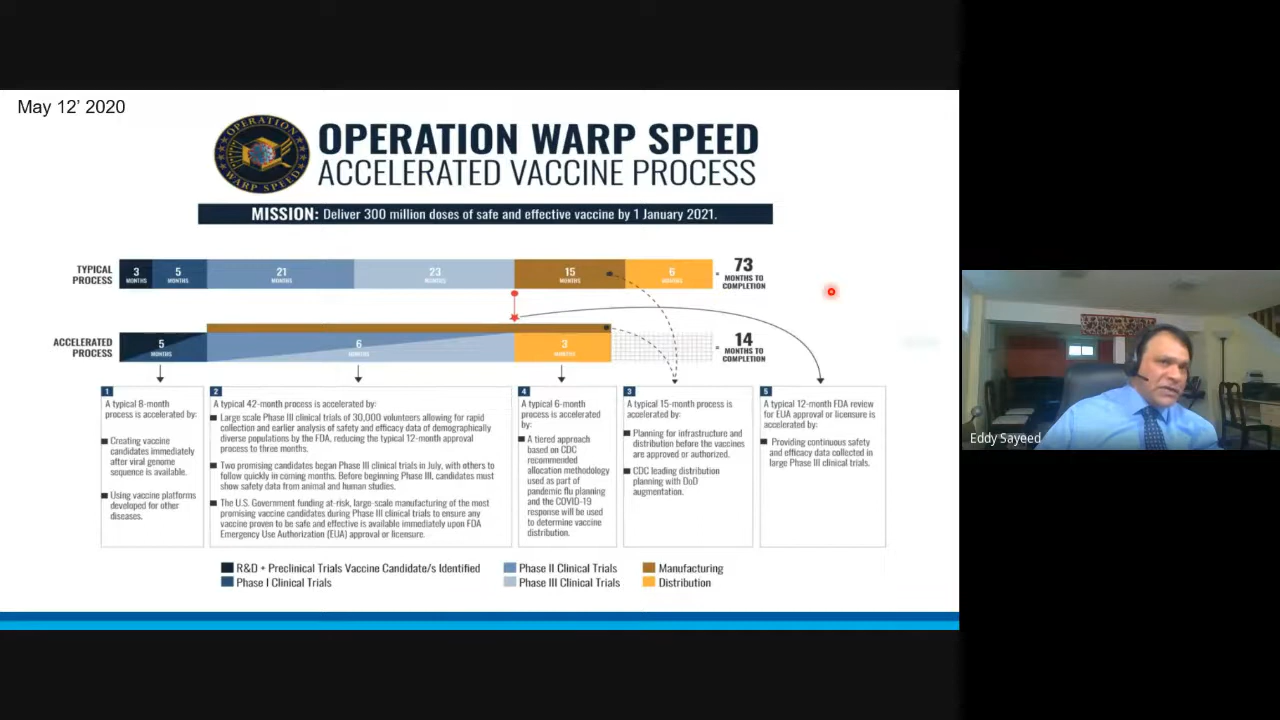 May 12’ 2020
OPERATION
WARP SPEED
OPERATION WARP SPEED
ACCELERATED VACCINE PROCESS
MISSION: Deliver 300 million doses of safe and effective vaccine by 1 January 2021.
TYPICAL
PROCESS
3
MONTHS
5
MONTHS
21
MONTHS
23
MONTHS
15
MONTHS
6
MONTHS
=
73
MONTHS TO
COMPLETION
ACCELERATED
PROCESS
5
MONTHS
6
MONTHS
3
MONTHS
=
14
MONTHS TO
COMPLETION
1
A typical 8-month
process is accelerated by:
Creating vaccine
candidates immediately
after viral genome
sequence is available.
Using vaccine platforms
developed for other
diseases.
2
A typical 42-month process is accelerated by:
Large scale Phase III clinical trials of 30,000 volunteers allowing for rapid
collection and earlier analysis of safety and efficacy data of demographically
diverse populations by the FDA, reducing the typical 12-month approval
process to three months.
Two promising candidates began Phase III clinical trials in July, with others to
follow quickly in coming months. Before beginning Phase III, candidates must
show safety data from animal and human studies.
The U.S. Government funding at-risk, large-scale manufacturing of the most
promising vaccine candidates during Phase III clinical trials to ensure any
vaccine proven to be safe and effective is available immediately upon FDA
Emergency Use Authorization (EUA) approval or licensure.
4
A typical 6-month
process is accelerated
by:
A tiered approach
based on CDC
recommended
allocation methodology
used as part of
pandemic flu planning
and the COVID-19
response will be used
to determine vaccine
distribution.
3
A typical 15-month process is
accelerated by:
Planning for infrastructure and
distribution before the vaccines
are approved or authorized.
CDC leading distribution
planning with DoD
augmentation.
5
A typical 12-month FDA review
for EUA approval or licensure is
accelerated by:
Providing continuous safety
and efficacy data collected in
large Phase III clinical trials.
R&D + Preclinical Trials Vaccine Candidate/s Identified
Phase I Clinical Trials
Phase II Clinical Trials
Phase III Clinical Trials
Manufacturing
Distribution
Eddy Sayeed